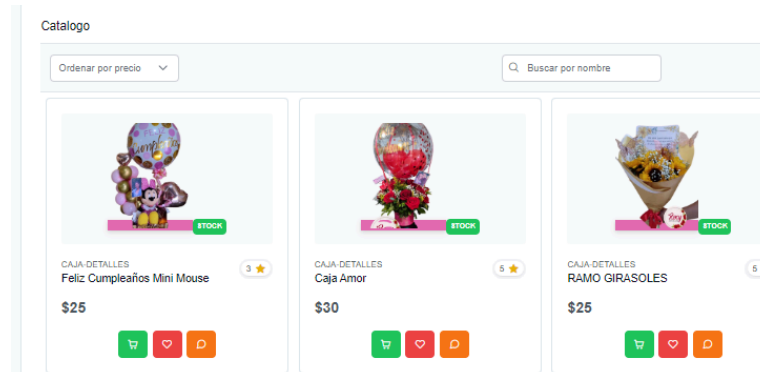 Catalogo
Ordenar por precio
Buscar por nombre
STOCK
STOCK
STOCK
CAJA-DETALLES
Feliz Cumpleaños Mini Mouse
3
$25
CAJA-DETALLES
Caja Amor
5
$30
CAJA-DETALLES
RAMO GIRASOLES
5
$25